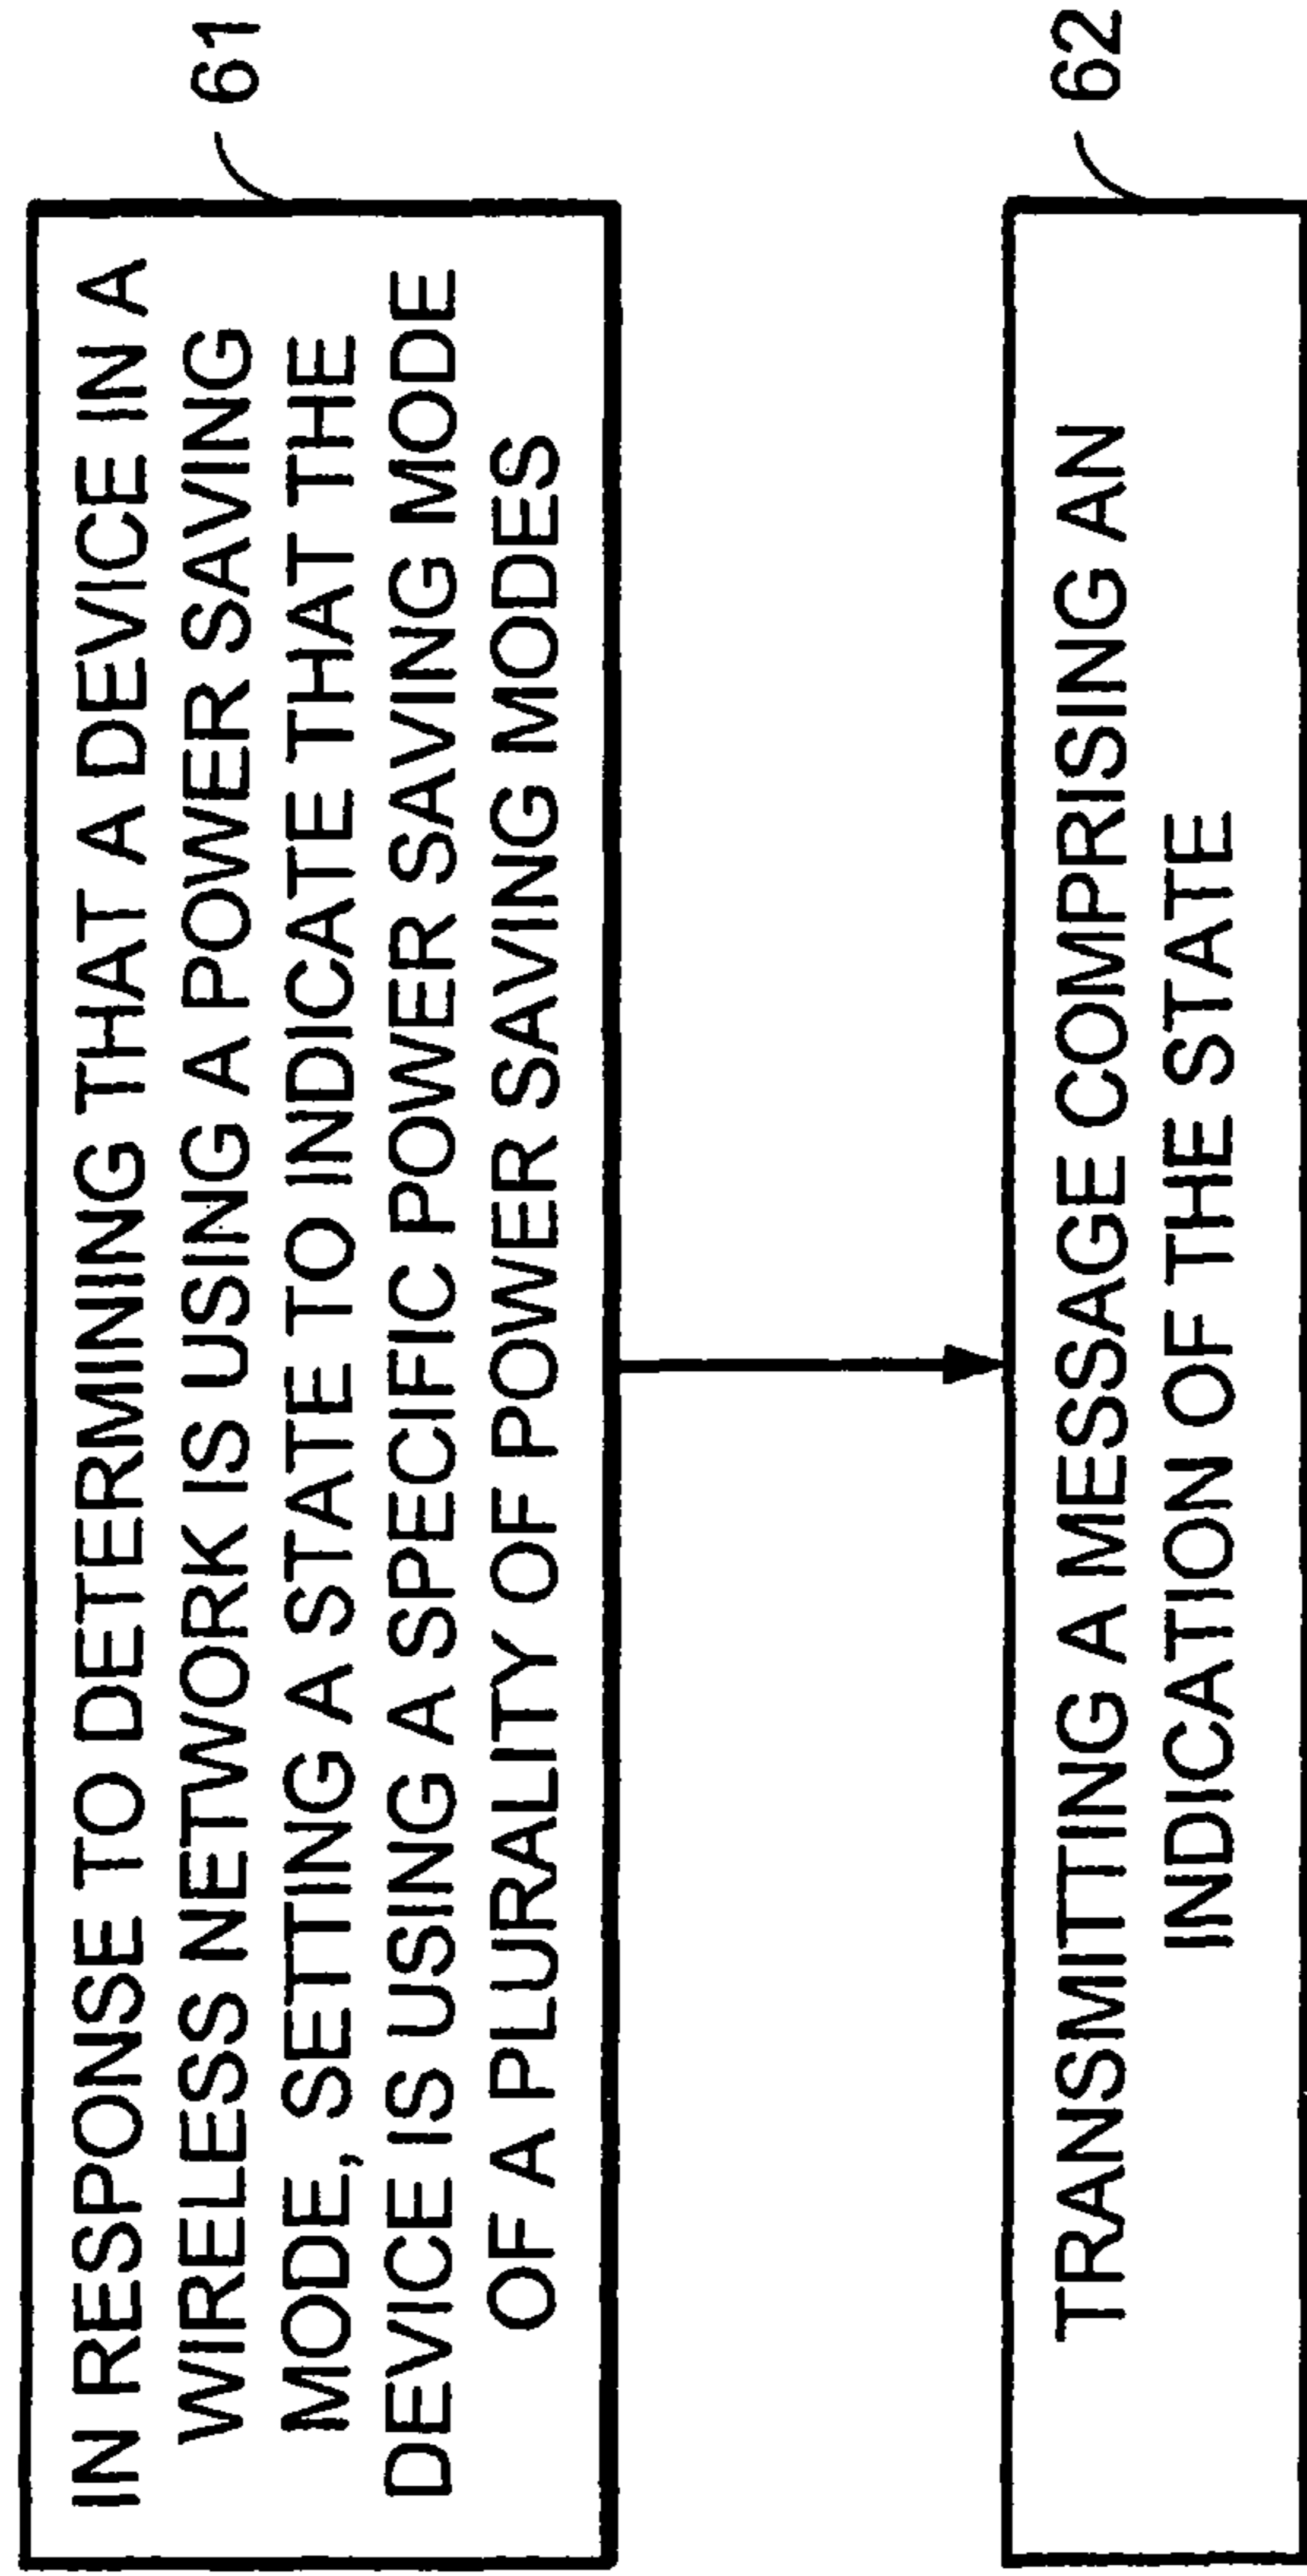 IN RESPONSE TO DETERMINING THAT A DEVICE IN A
WIRELESS NETWORK IS USING A POWER SAVING
MODE, SETTING A STATE TO INDICATE THAT THE
DEVICE IS USING A SPECIFIC POWER SAVING MODE
OF A PLURALITY OF POWER SAVING MODES
61
TRANSMITTING A MESSAGE COMPRISING AN
INDICATION OF THE STATE
62